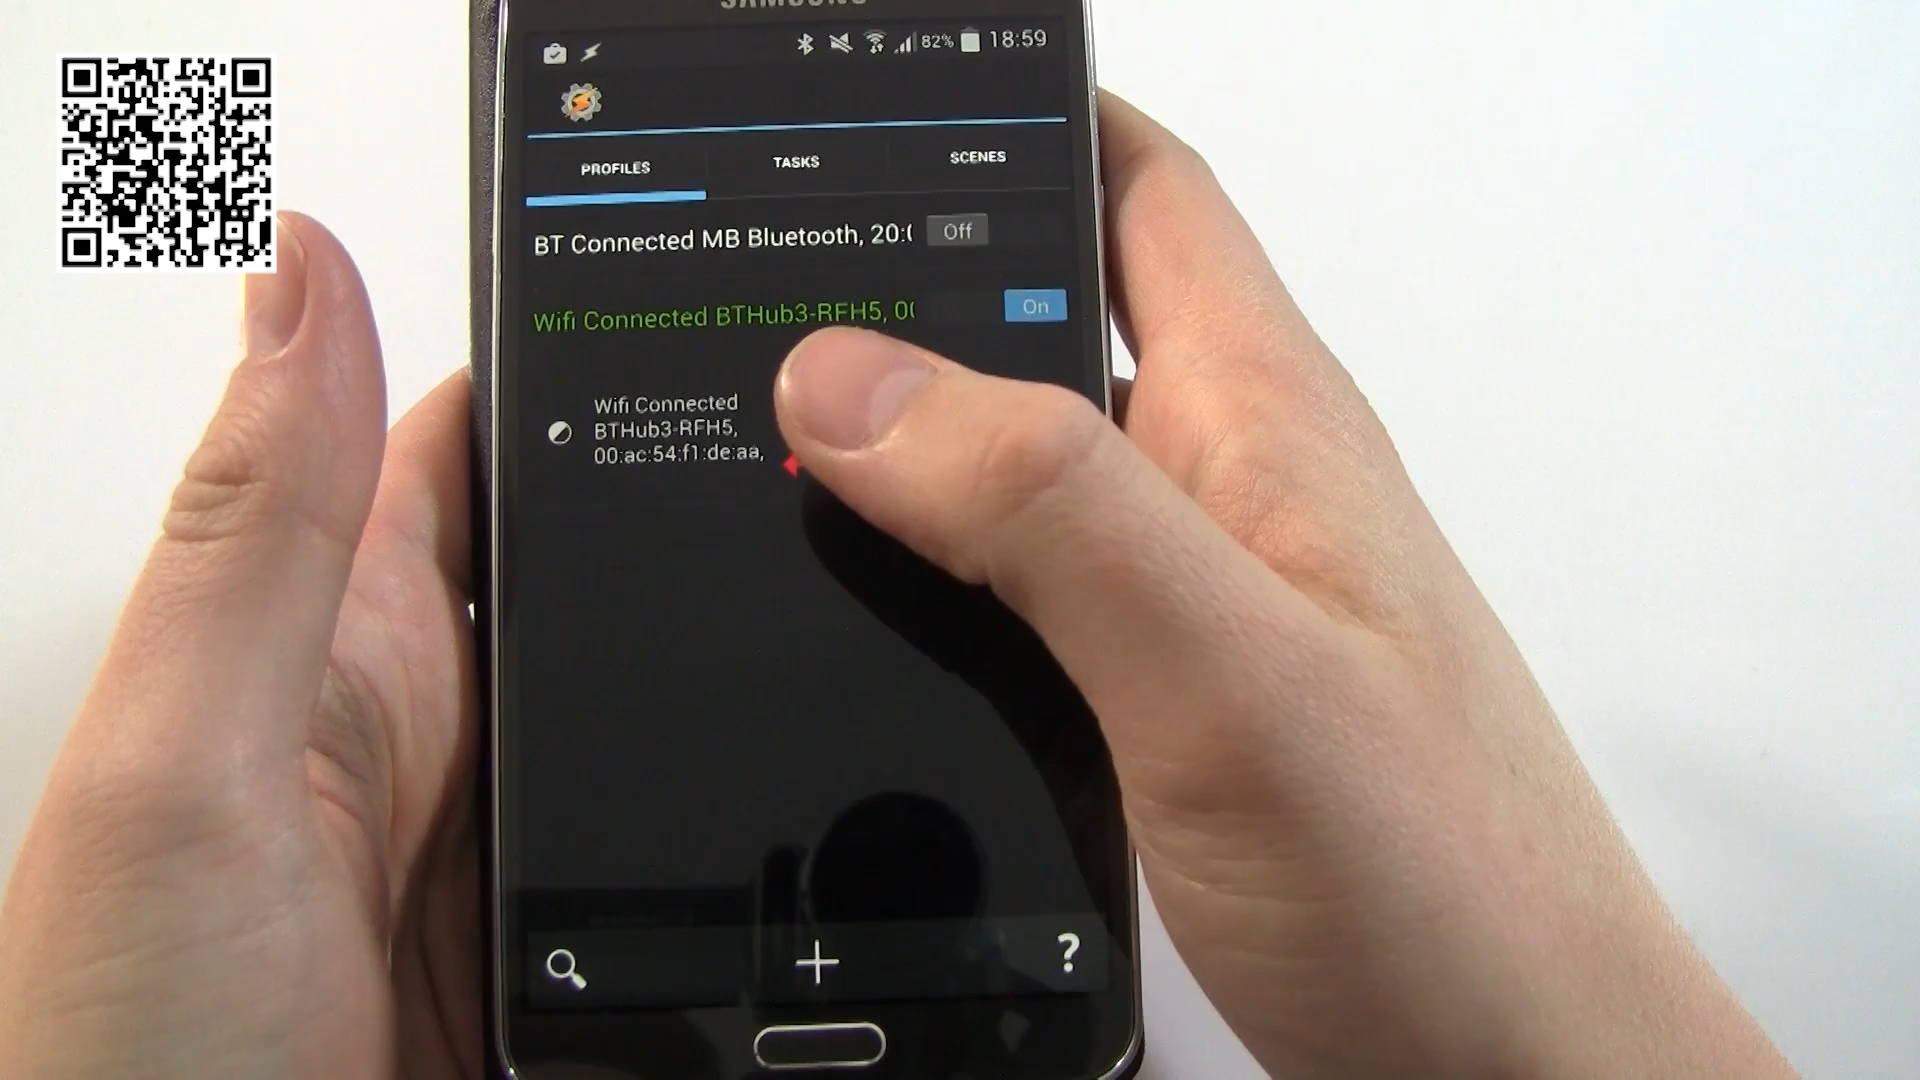 SAMSUNG
82% 18:59
PROFILES TASKS SCENES
BT Connected MB Bluetooth, 20:0 Off
Wifi Connected BTHub3-RFH5, 00 On
Wifi Connected
BTHub3-RFH5,
00:ac:54:f1:de:aa,
?